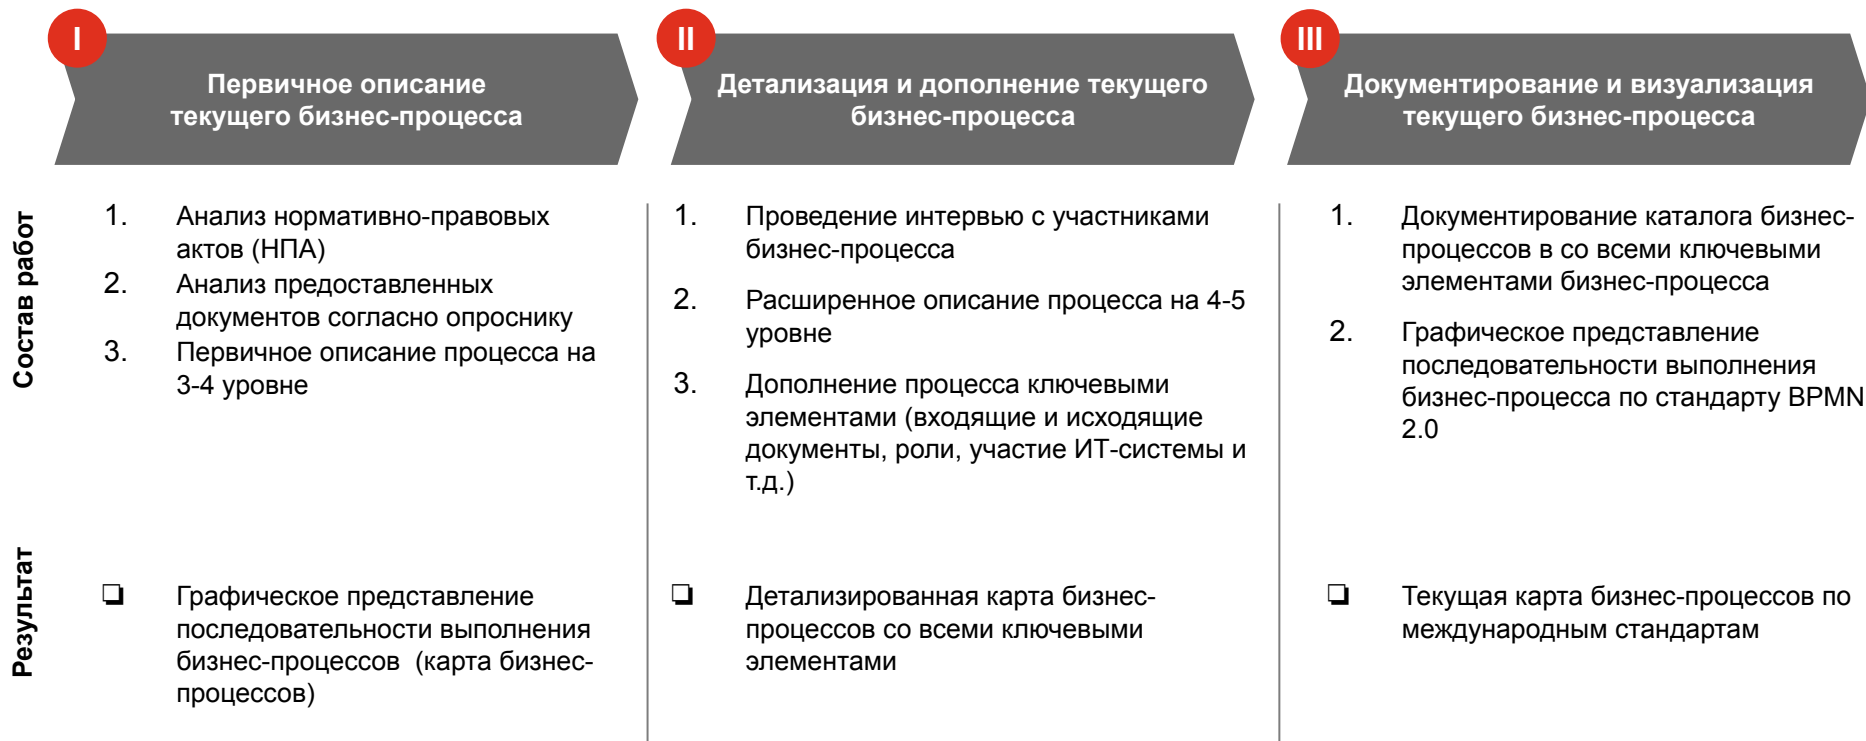 I
Первичное описание
текущего бизнес-процесса
II
Детализация и дополнение текущего
бизнес-процесса
III
Документирование и визуализация
текущего бизнес-процесса
Состав работ
1. Анализ нормативно-правовых
актов (НПА)
2. Анализ предоставленных
документов согласно опроснику
3. Первичное описание процесса на
3-4 уровне
1. Проведение интервью с участниками
бизнес-процесса
2. Расширенное описание процесса на 4-5
уровне
3. Дополнение процесса ключевыми
элементами (входящие и исходящие
документы, роли, участие ИТ-системы и
т.д.)
1. Документирование каталога бизнес-
процессов в со всеми ключевыми
элементами бизнес-процесса
2. Графическое представление
последовательности выполнения
бизнес-процесса по стандарту BPMN
2.0
Результат
❑ Графическое представление
последовательности выполнения
бизнес-процессов (карта бизнес-
процессов)
❑ Детализированная карта бизнес-
процессов со всеми ключевыми
элементами
❑ Текущая карта бизнес-процессов по
международным стандартам